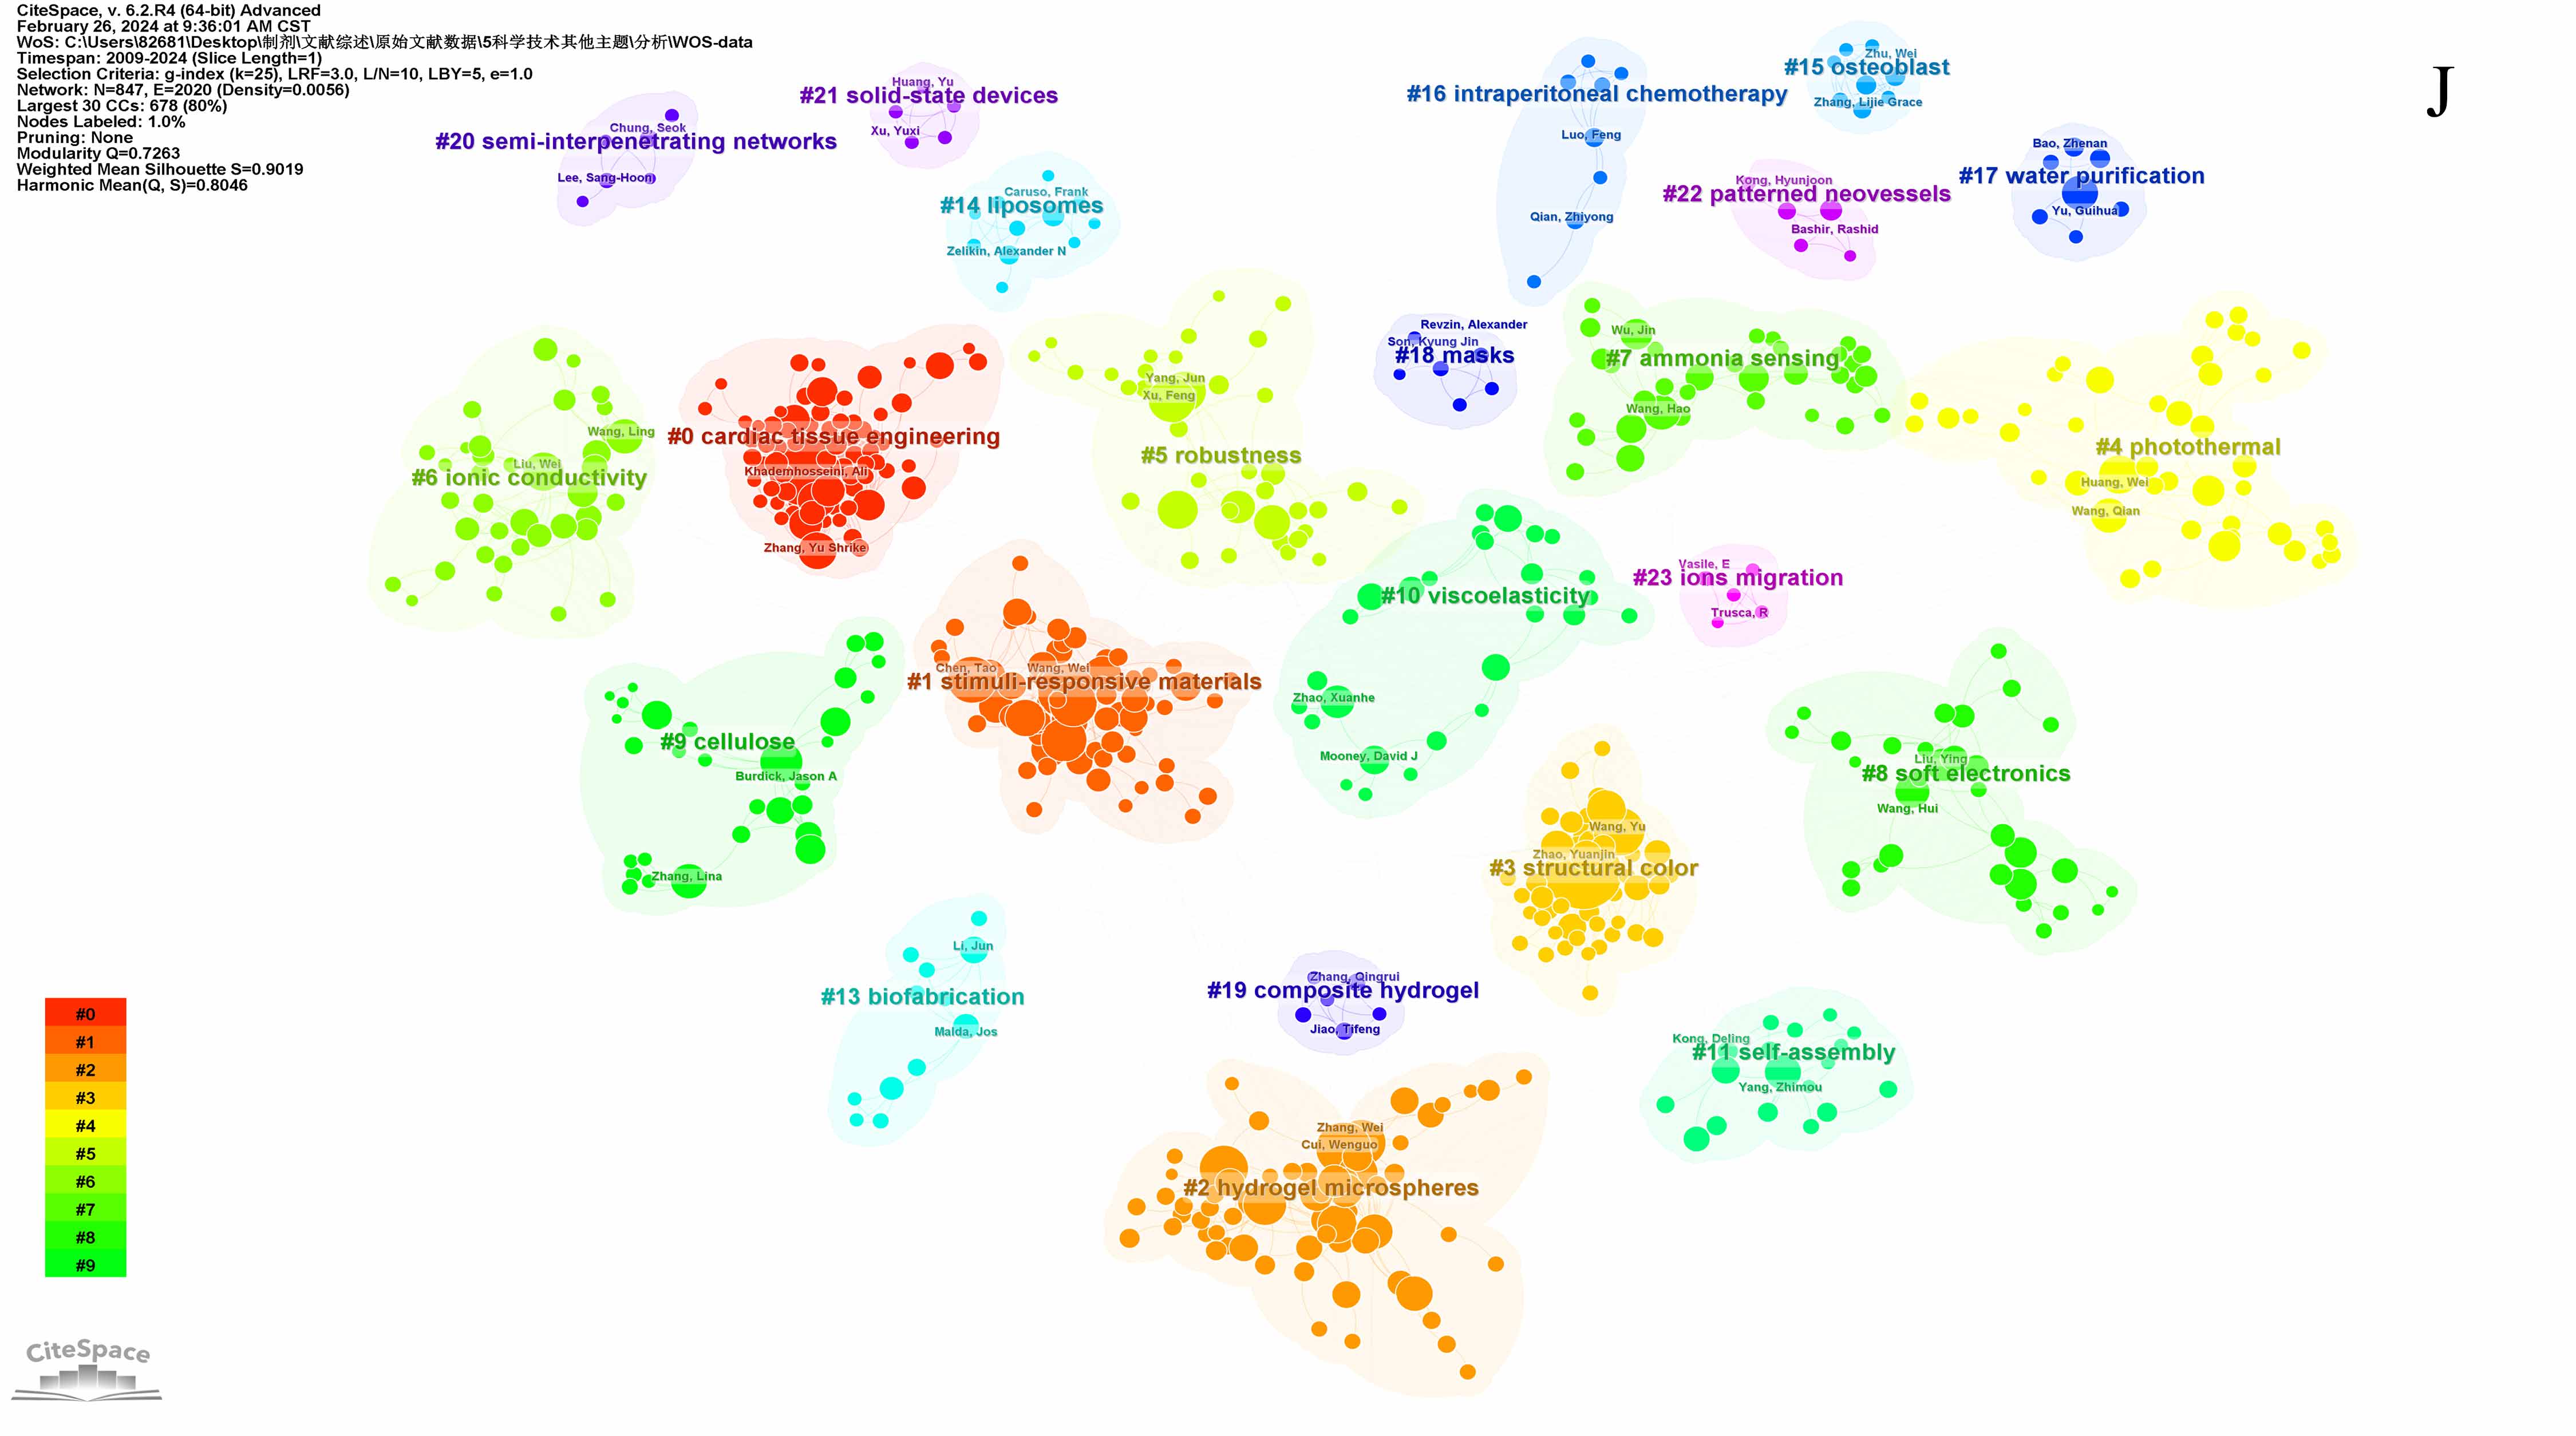 CiteSpace, v. 6.2.R4 (64-bit) Advanced
February 26, 2024 at 9:36:01 AM CST
WoS: C:\Users\82681\Desktop\制剂\文献综述\原始文献数据\5科学技术其他主题\分析\WOS-data
Timespan: 2009-2024 (Slice Length=1)
Selection Criteria: g-index (k=25), LRF=3.0, L/N=10, LBY=5, e=1.0
Network: N=847, E=2020 (Density=0.0056)
Largest 30 CCs: 678 (80%)
Nodes Labeled: 1.0%
Pruning: None
Modularity Q=0.7263
Weighted Mean Silhouette S=0.9019
Harmonic Mean(Q, S)=0.8046
J
Huang, Yu
#21 solid-state devices
Xu, Yuxi
Chung, Seok
#20 semi-interpenetrating networks
Lee, Sang-Hoon
Caruso, Frank
#14 liposomes
Zelikin, Alexander N
#16 intraperitoneal chemotherapy
Luo, Feng
Qian, Zhiyong
Zhu, Wei
#15 osteoblast
Zhang, Lijie Grace
Kong, Hyunjoon
#22 patterned neovessels
Bashir, Rashid
Bao, Zhenan
#17 water purification
Yu, Guihua
Revzin, Alexander
Son, Kyung Jin
#18 masks
Wu, Jin
#7 ammonia sensing
Wang, Hao
Wang, Ling
Liu, Wei
#6 ionic conductivity
#0 cardiac tissue engineering
Khademhosseini, Ali
Zhang, Yu Shrike
Yang, Jun
Xu, Feng
#5 robustness
#4 photothermal
Huang, Wei
Wang, Qian
#10 viscoelasticity
Zhao, Xuanhe
Mooney, David J
Vasile, E
#23 ions migration
Trusca, R
Chen, Tao
Wang, Wei
#1 stimuli-responsive materials
#9 cellulose
Burdick, Jason A
Zhang, Lina
Liu, Ying
#8 soft electronics
Wang, Hui
Wang, Yu
Zhao, Yuanjin
#3 structural color
Li, Jun
#13 biofabrication
Malda, Jos
Zhang, Qingrui
#19 composite hydrogel
Jiao, Tifeng
Kong, Deling
#11 self-assembly
Yang, Zhimou
Zhang, Wei
Cui, Wenguo
#2 hydrogel microspheres
#0
#1
#2
#3
#4
#5
#6
#7
#8
#9
CiteSpace